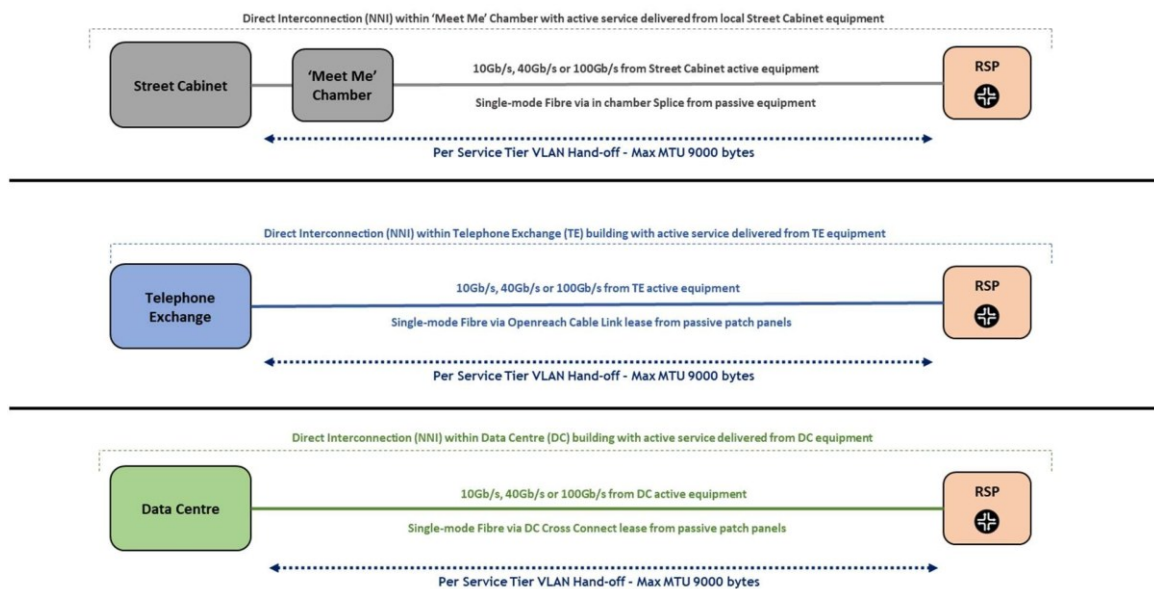 Direct Interconnection (NNI) within ‘Meet Me’ Chamber with active service delivered from local Street Cabinet equipment
Street Cabinet
‘Meet Me’
Chamber
10Gb/s, 40Gb/s or 100Gb/s from Street Cabinet active equipment
Single-mode Fibre via in chamber Splice from passive equipment
RSP
Per Service Tier VLAN Hand-off - Max MTU 9000 bytes
Direct Interconnection (NNI) within Telephone Exchange (TE) building with active service delivered from TE equipment
Telephone
Exchange
10Gb/s, 40Gb/s or 100Gb/s from TE active equipment
Single-mode Fibre via Openreach Cable Link lease from passive patch panels
RSP
Per Service Tier VLAN Hand-off - Max MTU 9000 bytes
Direct Interconnection (NNI) within Data Centre (DC) building with active service delivered from DC equipment
Data Centre
10Gb/s, 40Gb/s or 100Gb/s from DC active equipment
Single-mode Fibre via DC Cross Connect lease from passive patch panels
RSP
Per Service Tier VLAN Hand-off - Max MTU 9000 bytes